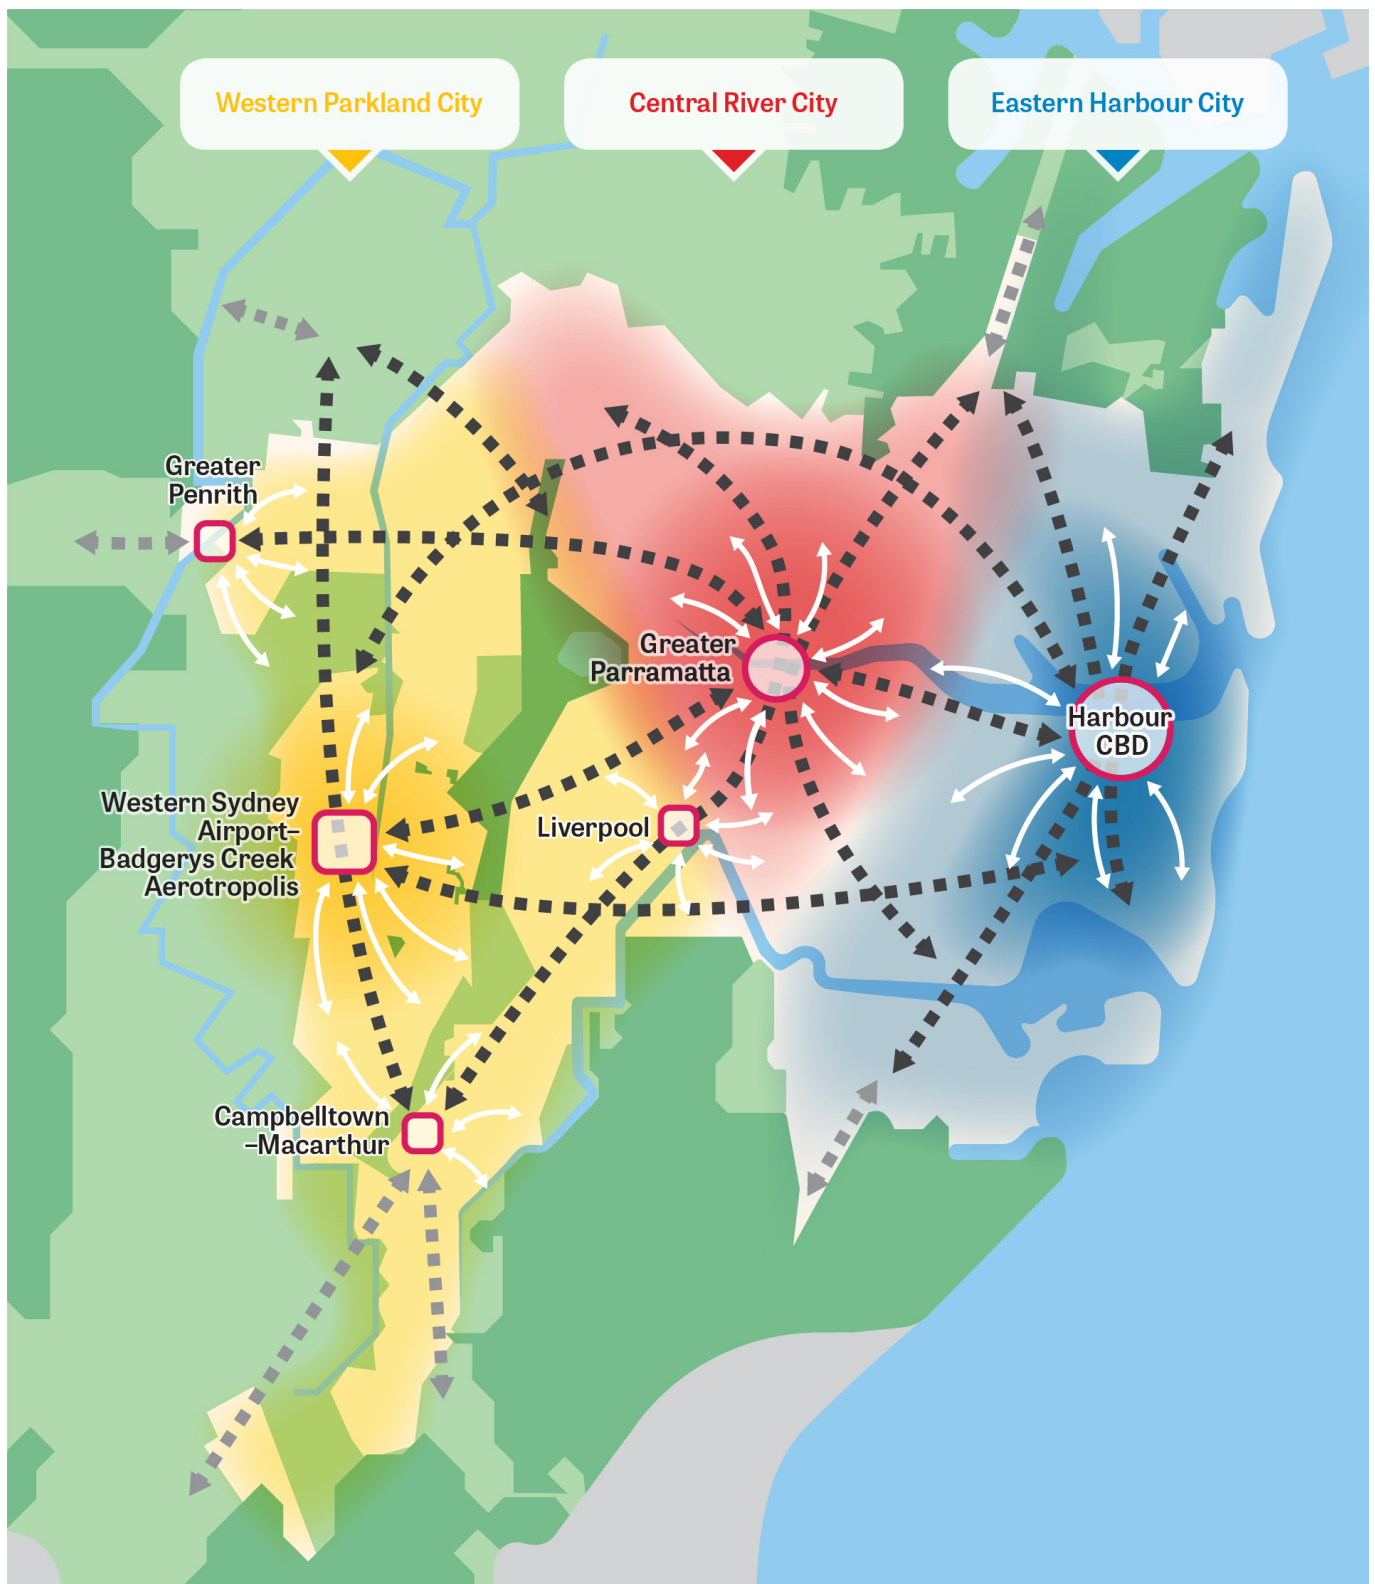 Western Parkland City
Central River City
Eastern Harbour City
Greater
Penrith
Greater
Parramatta
Harbour
CBD
Western Sydney
Airport–
Badgerys Creek
Aerotropolis
Liverpool
Campbelltown
–Macarthur